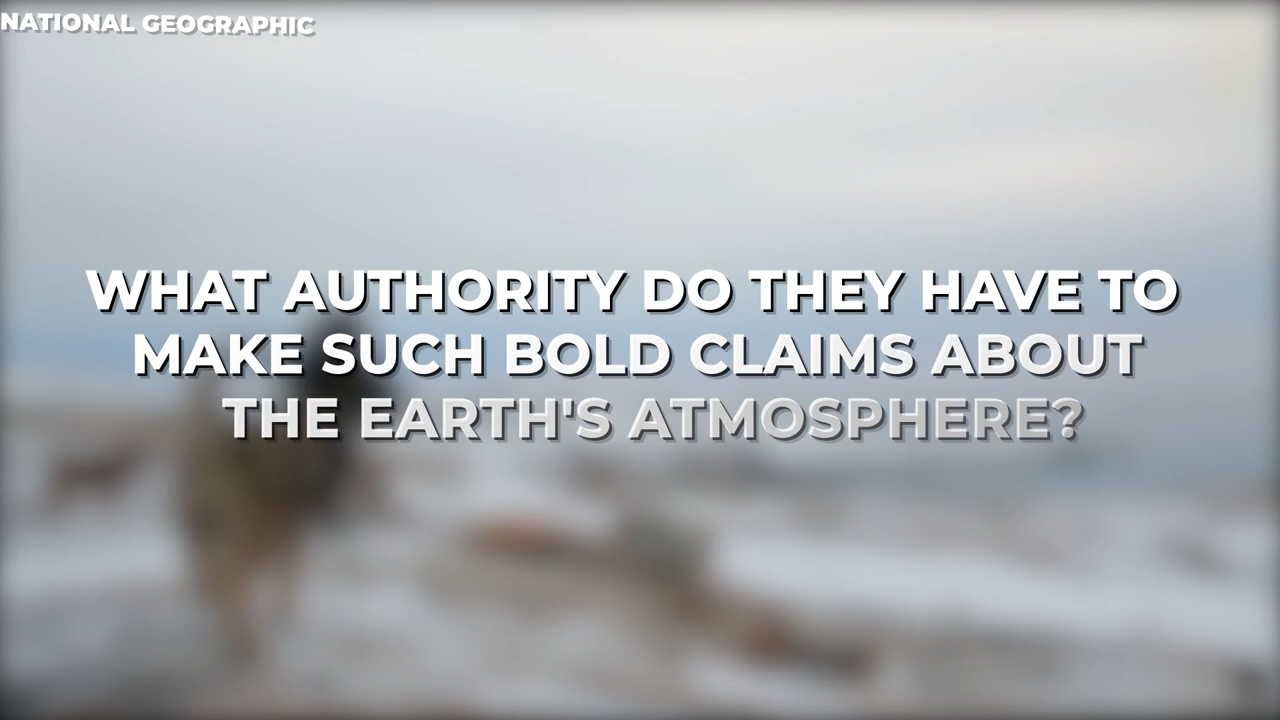 NATIONAL GEOGRAPHIC
WHAT AUTHORITY DO THEY HAVE TO
MAKE SUCH BOLD CLAIMS ABOUT
THE EARTH'S ATMOSPHERE?